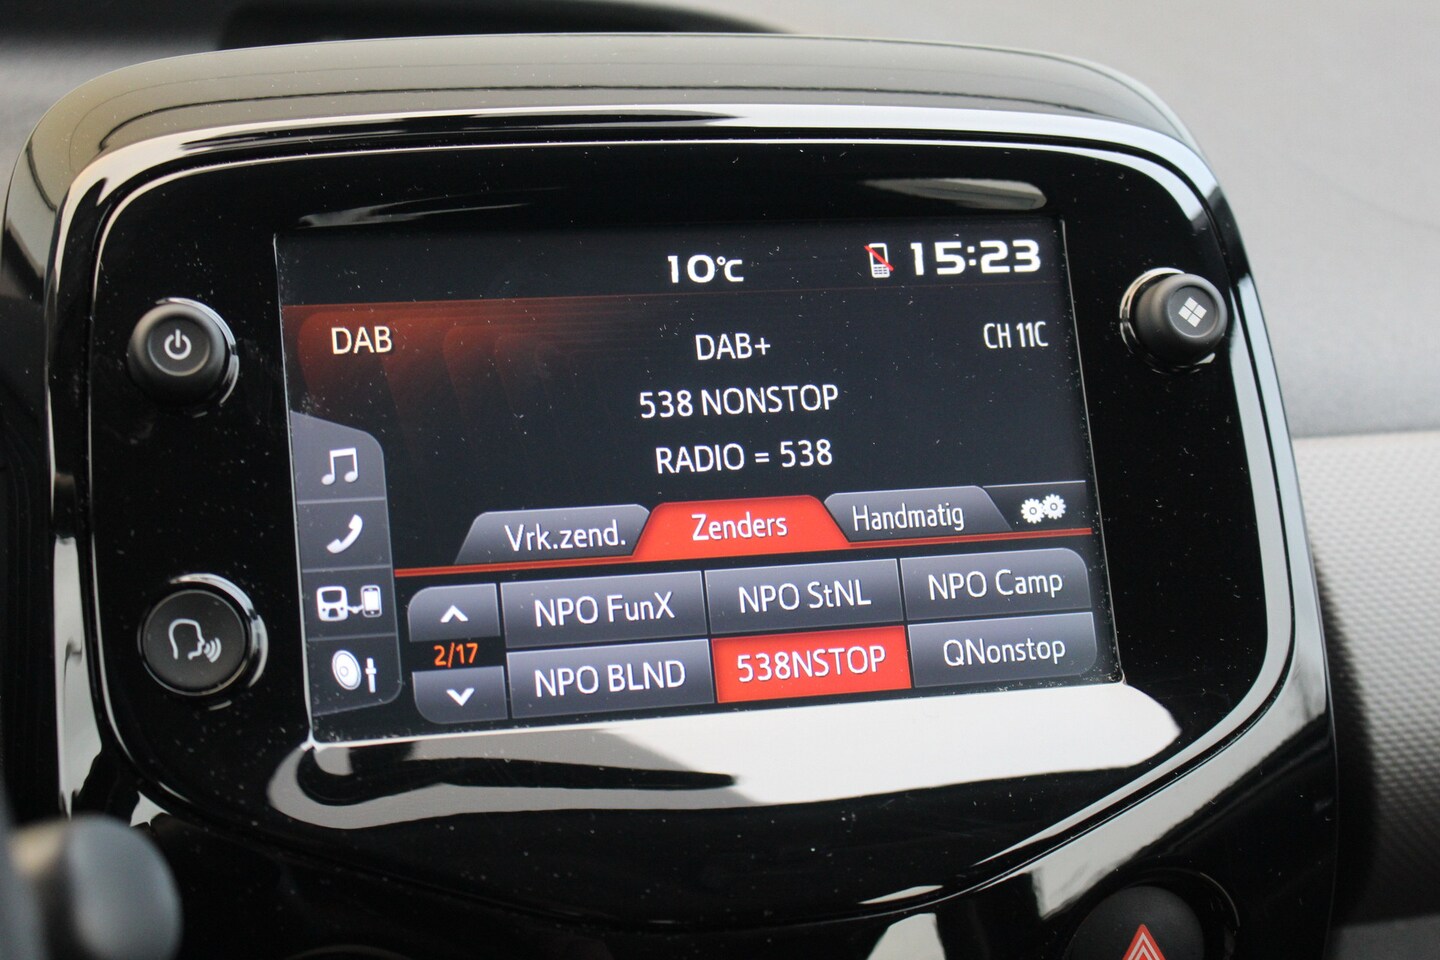 10°C 15:23
DAB DAB+ CH 11C
538 NONSTOP
RADIO = 538
Vrk.zend. Zenders Handmatig
NPO FunX NPO StNL NPO Camp
2/17
NPO BLND 538NSTOP QNonstop